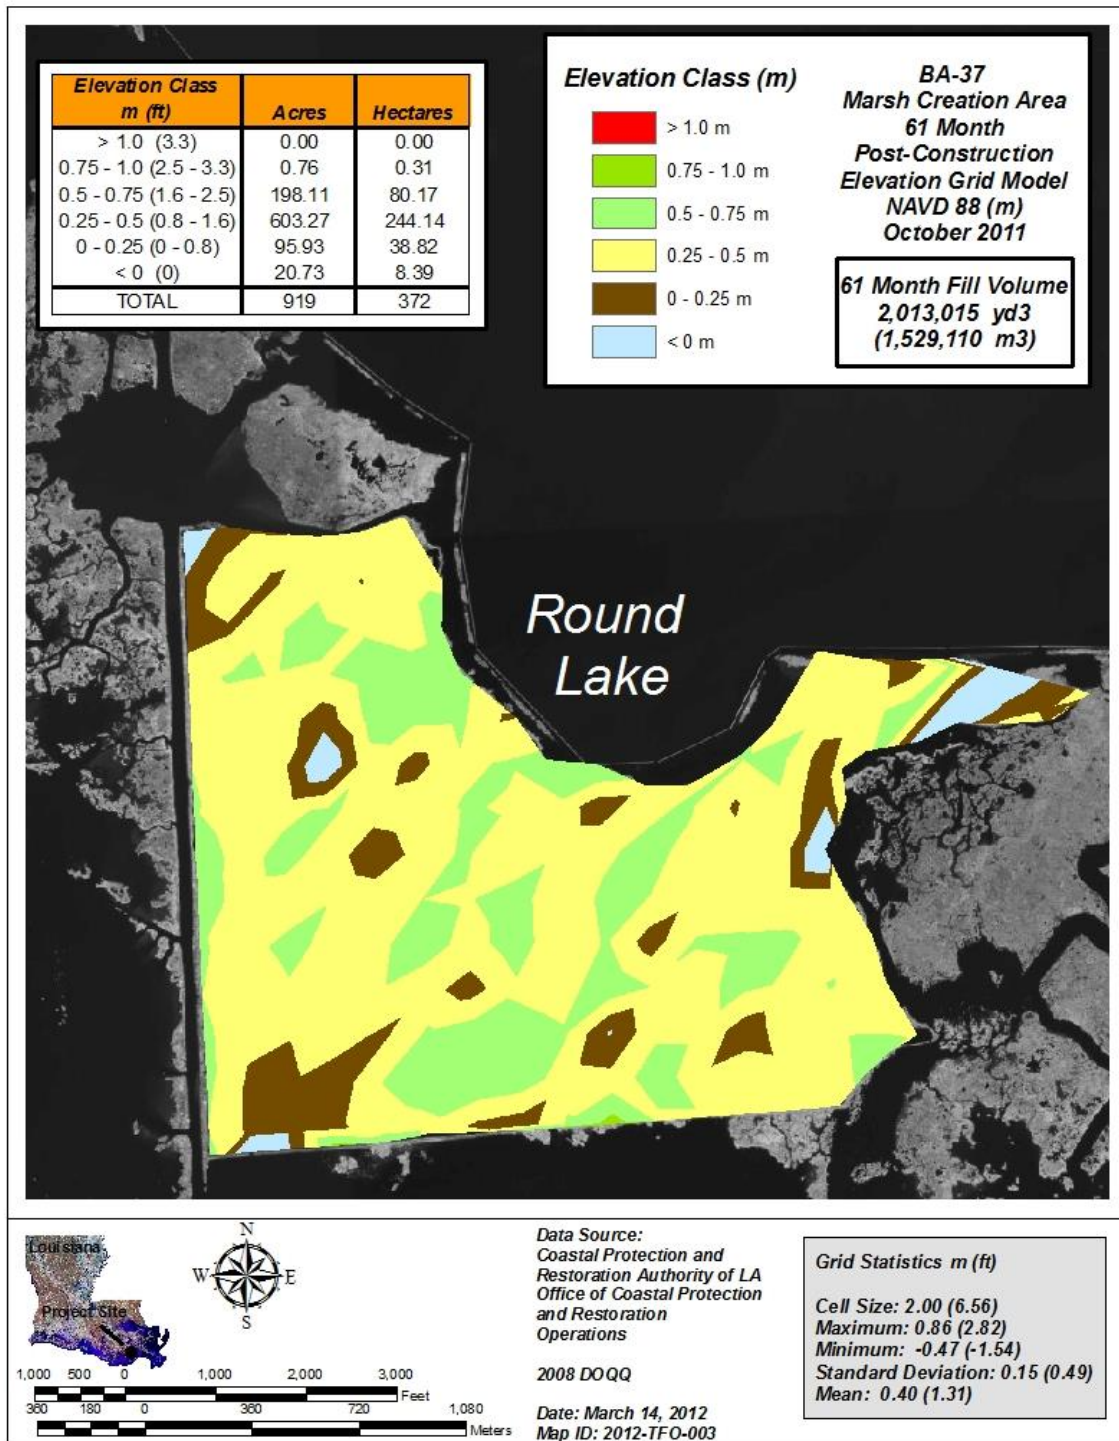 Elevation Class
m (ft) Acres Hectares
> 1.0 (3.3) 0.00 0.00
0.75 - 1.0 (2.5 - 3.3) 0.76 0.31
0.5 - 0.75 (1.6 - 2.5) 198.11 80.17
0.25 - 0.5 (0.8 - 1.6) 603.27 244.14
0 - 0.25 (0 - 0.8) 95.93 38.82
< 0 (0) 20.73 8.39
TOTAL 919 372
Elevation Class (m)
> 1.0 m
0.75 - 1.0 m
0.5 - 0.75 m
0.25 - 0.5 m
0 - 0.25 m
< 0 m
BA-37
Marsh Creation Area
61 Month
Post-Construction
Elevation Grid Model
NAVD 88 (m)
October 2011
61 Month Fill Volume
2,013,015 yd3
(1,529,110 m3)
Round
Lake
Louisiana
Project Site
N
W E
S
1,000 500 0 1,000 2,000 3,000
Feet
360 180 0 360 720 1,080
Meters
Data Source:
Coastal Protection and
Restoration Authority of LA
Office of Coastal Protection
and Restoration
Operations
2008 DOQQ
Date: March 14, 2012
Map ID: 2012-TFO-003
Grid Statistics m (ft)
Cell Size: 2.00 (6.56)
Maximum: 0.86 (2.82)
Minimum: -0.47 (-1.54)
Standard Deviation: 0.15 (0.49)
Mean: 0.40 (1.31)